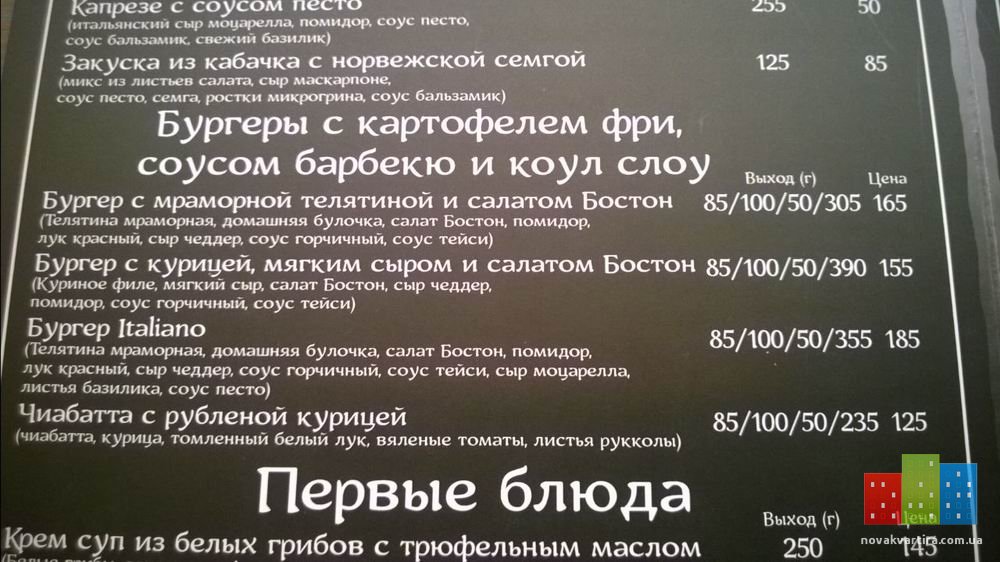 Капрезе с соусом песто 255 50
(итальянский сыр моцарелла, помидор, соус песто,
соус бальзамик, свежий базилик)
Закуска из кабачка с норвежской семгой 125 85
(микс из листьев салата, сыр маскарпоне,
соус песто, семга, ростки микрогрина, соус бальзамик)
Бургеры с картофелем фри,
соусом барбекю и коул слоу
Выход (г) Цена
Бургер с мраморной телятиной и салатом Бостон 85/100/50/305 165
(Телятина мраморная, домашняя булочка, салат Бостон, помидор,
лук красный, сыр чеддер, соус горчичный, соус тейси)
Бургер с курицей, мягким сыром и салатом Бостон 85/100/50/390 155
(Куриное филе, мягкий сыр, салат Бостон, сыр чеддер,
помидор, соус горчичный, соус тейси)
Бургер Italiano 85/100/50/355 185
(Телятина мраморная, домашняя булочка, салат Бостон, помидор,
лук красный, сыр чеддер, соус горчичный, соус тейси, сыр моцарелла,
листья базилика, соус песто)
Чиабатта с рубленой курицей 85/100/50/235 125
(чиабатта, курица, томленный белый лук, вяленые томаты, листья рукколы)
Первые блюда
Выход (г) Цена
Крем суп из белых грибов с трюфельным маслом 250 145
novakvartira.com.ua